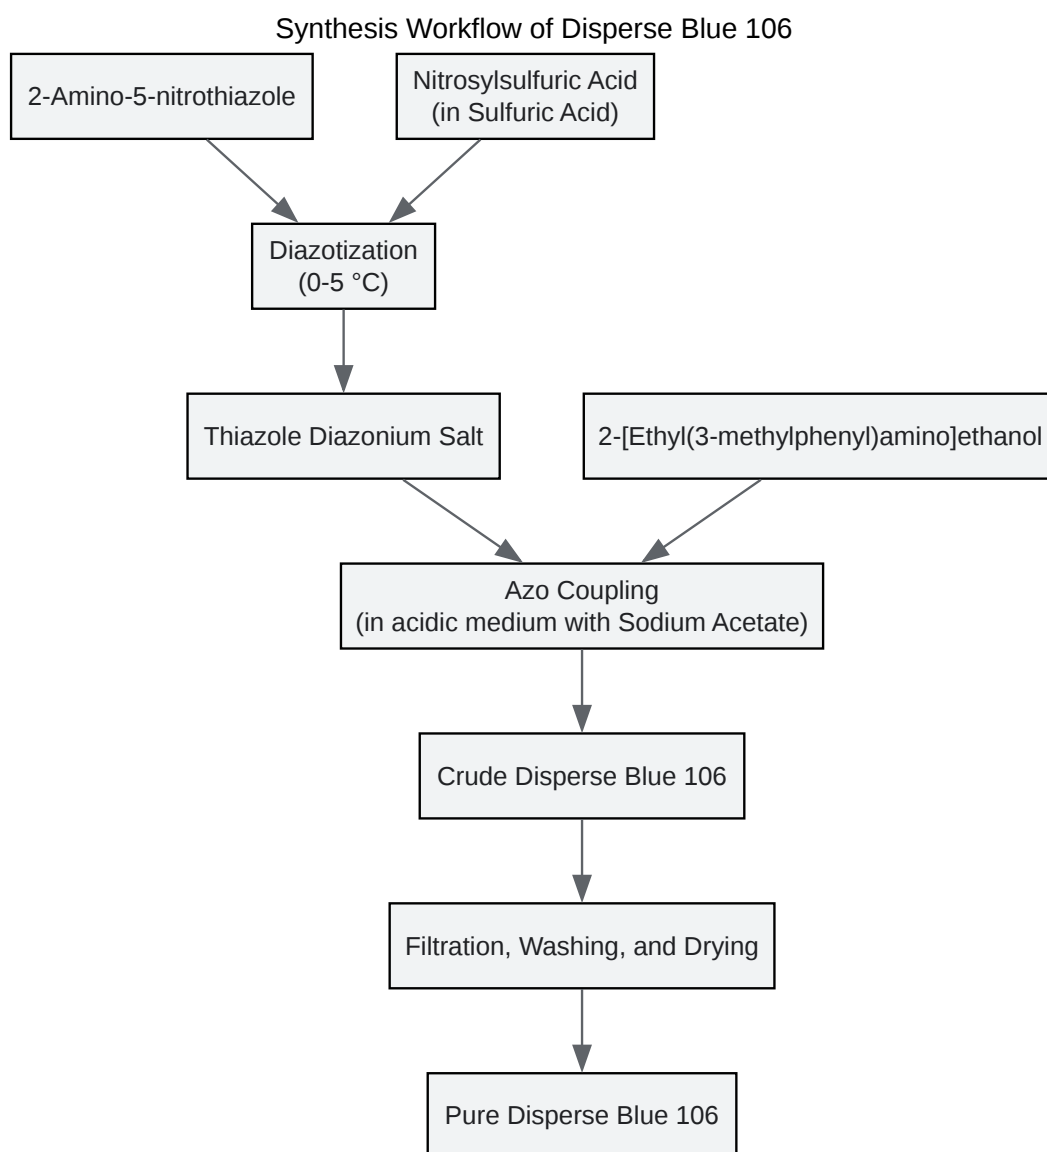 Synthesis Workflow of Disperse Blue 106
2-Amino-5-nitrothiazole
Nitrosylsulfuric Acid
(in Sulfuric Acid)
Diazotization
(0-5 °C)
Thiazole Diazonium Salt
2-[Ethyl(3-methylphenyl)amino]ethanol
Azo Coupling
(in acidic medium with Sodium Acetate)
Crude Disperse Blue 106
Filtration, Washing, and Drying
Pure Disperse Blue 106